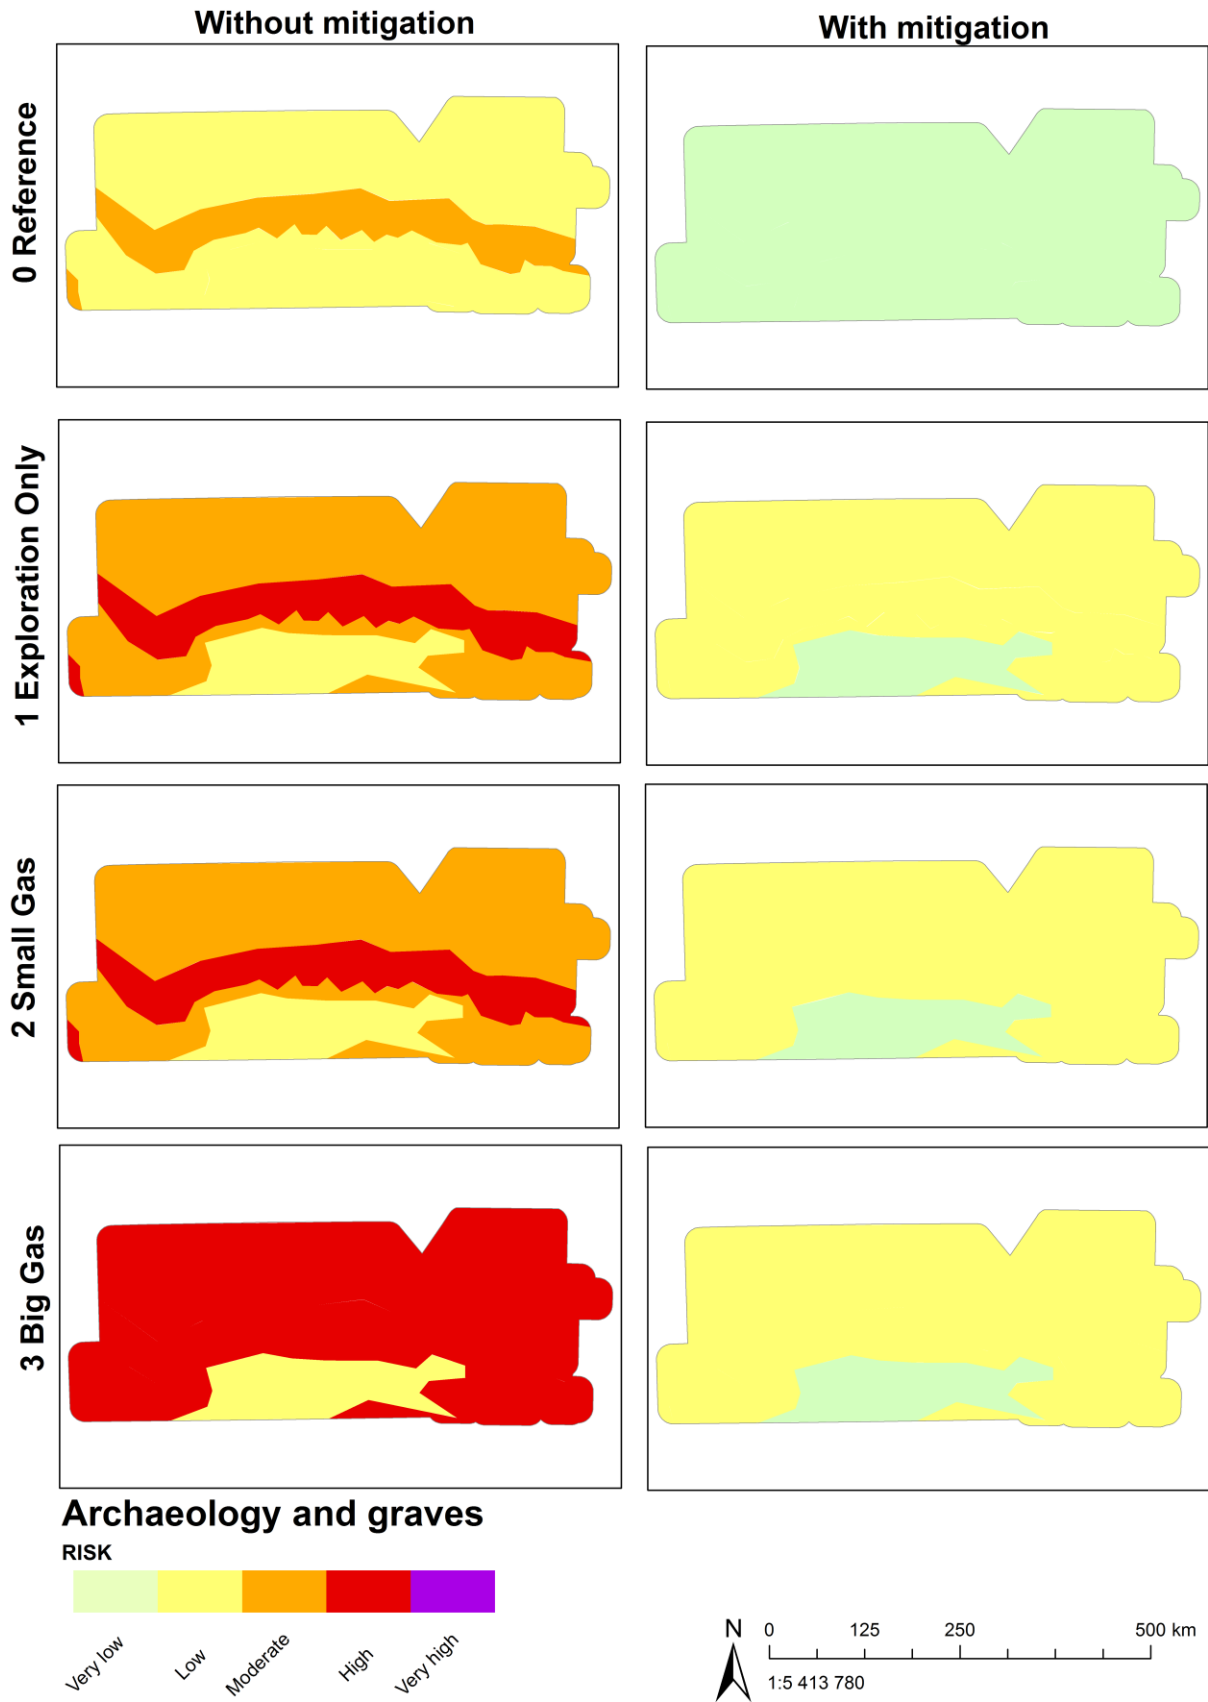 Without mitigation
With mitigation
0 Reference
1 Exploration Only
2 Small Gas
3 Big Gas
Archaeology and graves
RISK
Very low
Low
Moderate
High
Very high
N
0 125 250 500 km
1:5 413 780